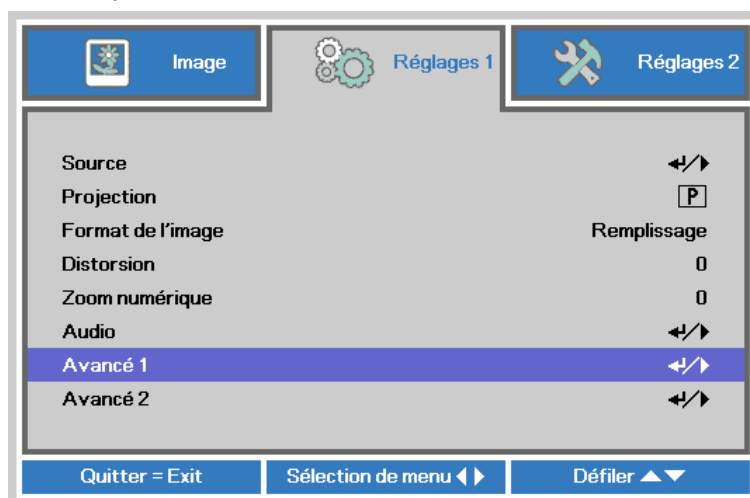 Image
Réglages 1
Réglages 2
Source
Projection P
Format de l'image Remplissage
Distorsion 0
Zoom numérique 0
Audio
Avancé 1
Avancé 2
Quitter = Exit Sélection de menu Défiler